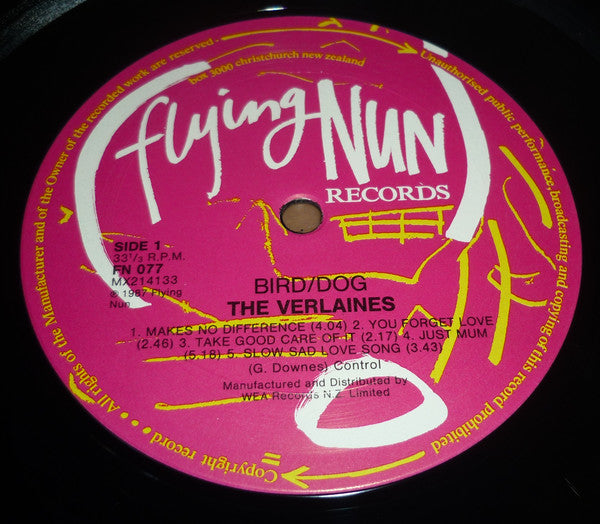 All rights of the Manufacturer and of the Owner of the recorded work are reserved.
Unauthorised public performance, broadcasting and copying of this record prohibited
Copyright record
box 3000 christchurch new zealand
flying NUN
RECORDS
SIDE 1
33⅓ R.P.M.
FN 077
MX214133
℗ 1987 Flying
Nun
BIRD/DOG
THE VERLAINES
1. MAKES NO DIFFERENCE (4.04) 2. YOU FORGET LOVE
(2.46) 3. TAKE GOOD CARE OF IT (2.17) 4. JUST MUM
(5.18) 5. SLOW SAD LOVE SONG (3.43)
(G. Downes) Control
Manufactured and Distributed by
WEA Records N.Z. Limited